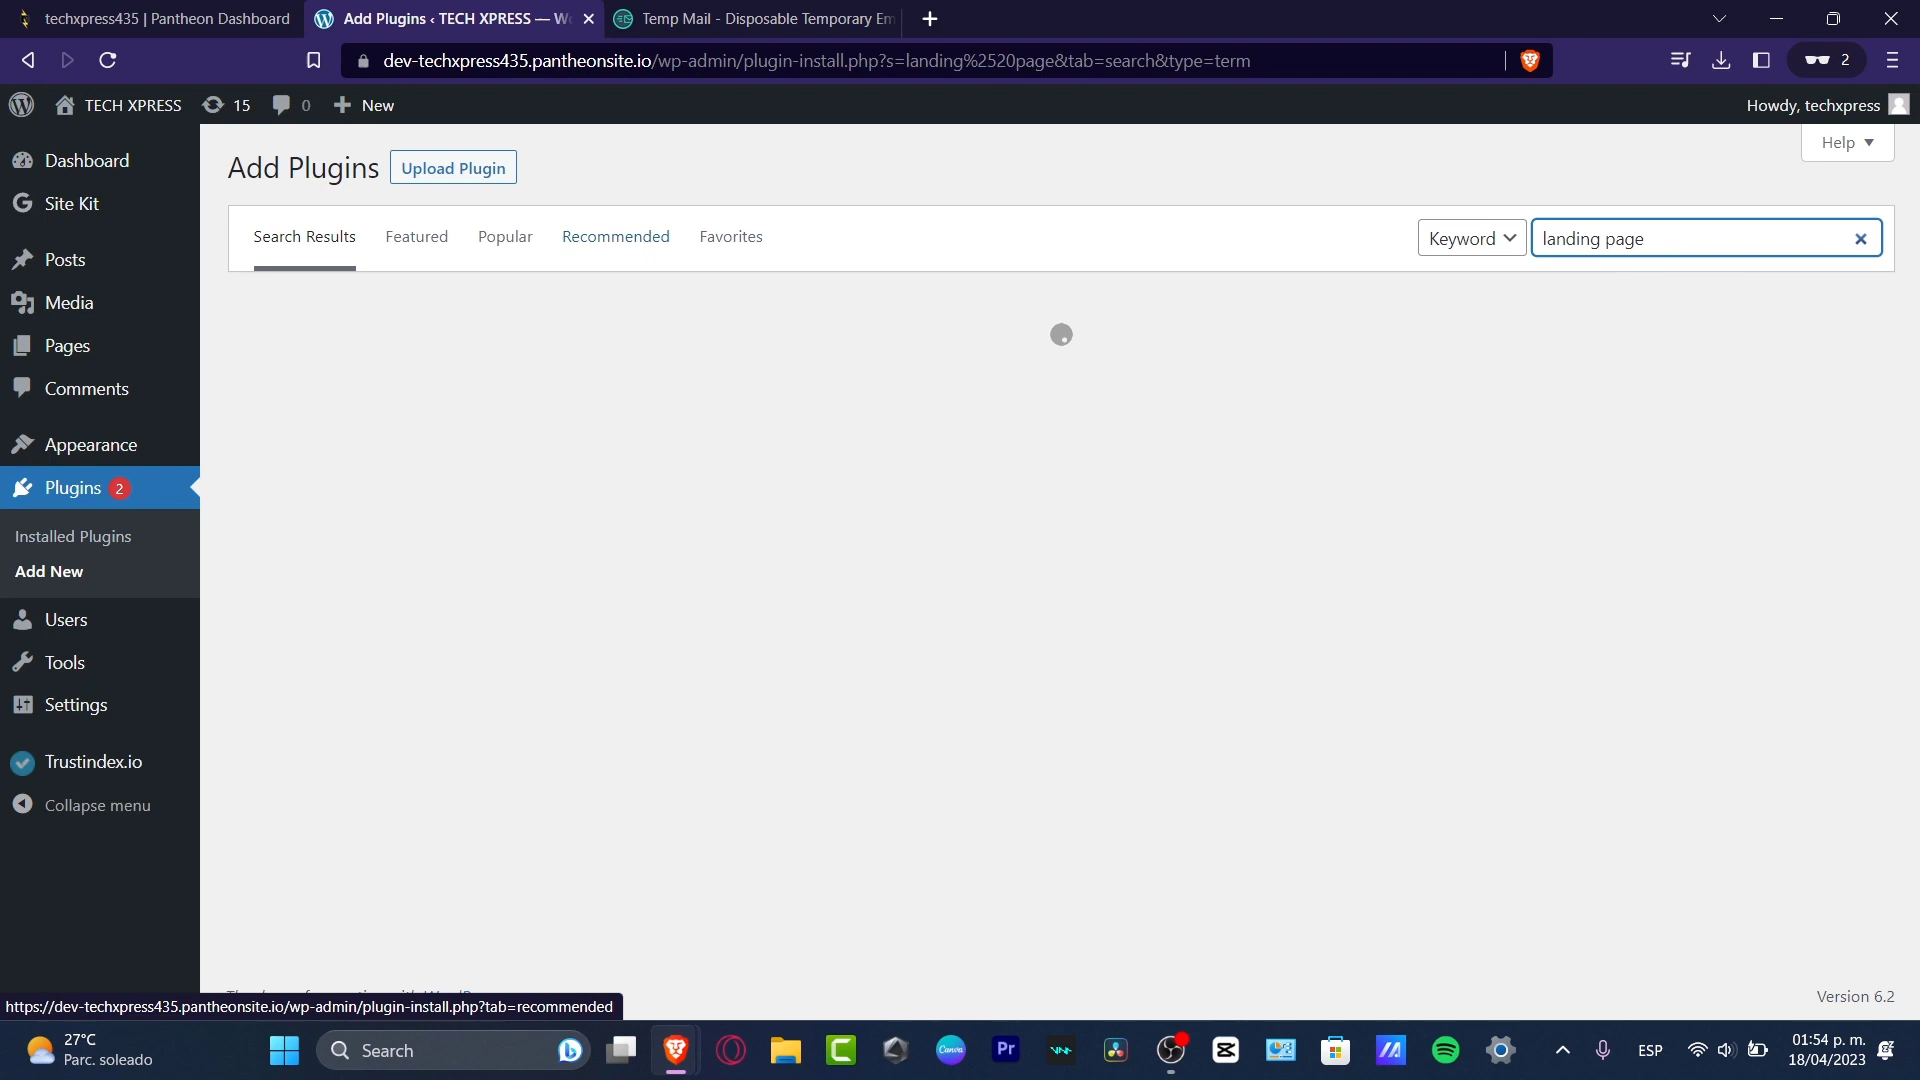 techxpress435 | Pantheon Dashboard
Add Plugins ‹ TECH XPRESS — W
Temp Mail - Disposable Temporary Em
dev-techxpress435.pantheonsite.io/wp-admin/plugin-install.php?s=landing%2520page&tab=search&type=term
2
TECH XPRESS
15
0
New
Howdy, techxpress
Help
Dashboard
Site Kit
Posts
Media
Pages
Comments
Appearance
Plugins 2
Installed Plugins
Add New
Users
Tools
Settings
Trustindex.io
Collapse menu
Add Plugins
Upload Plugin
Search Results
Featured
Popular
Recommended
Favorites
Keyword
landing page
Version 6.2
https://dev-techxpress435.pantheonsite.io/wp-admin/plugin-install.php?tab=recommended
27°C
Parc. soleado
Search
Canva
Pr
ESP
01:54 p. m.
18/04/2023